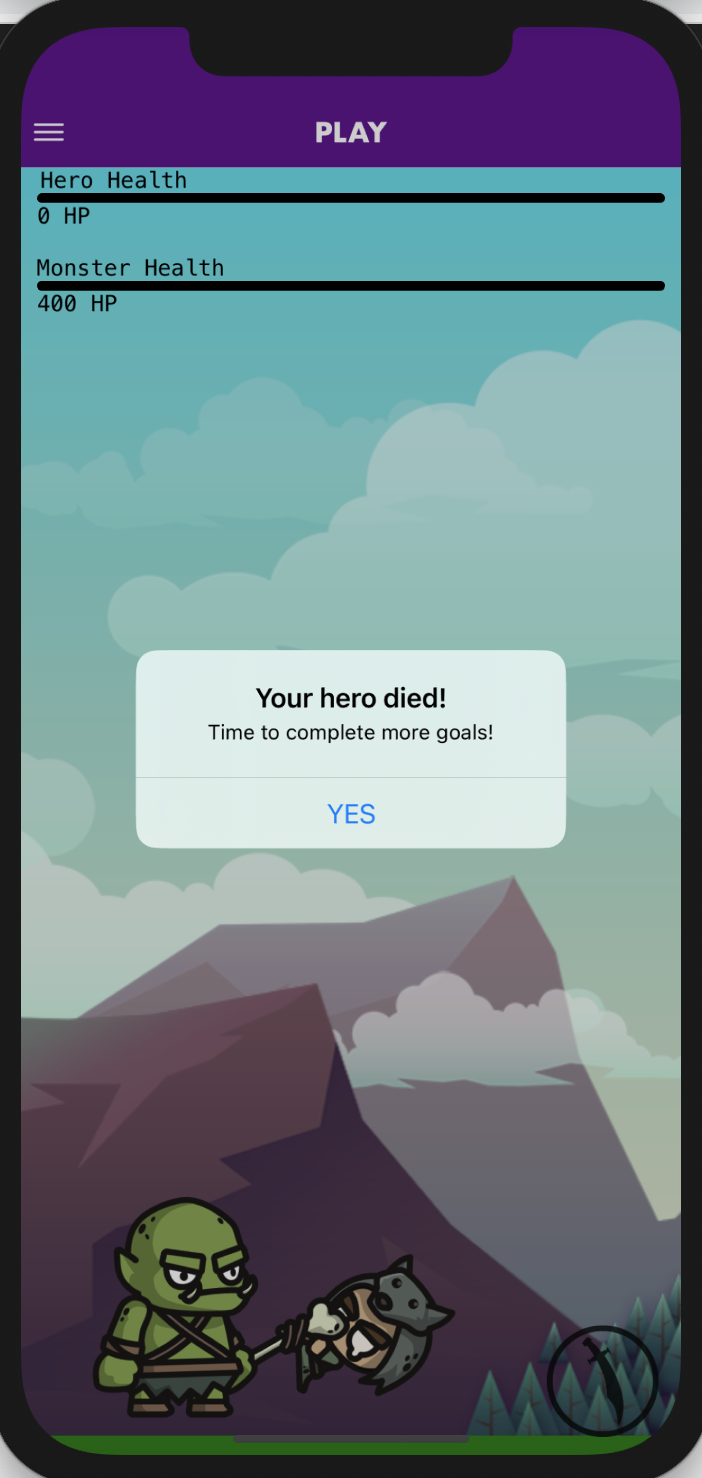 PLAY
Hero Health
0 HP
Monster Health
400 HP
Your hero died!
Time to complete more goals!
YES